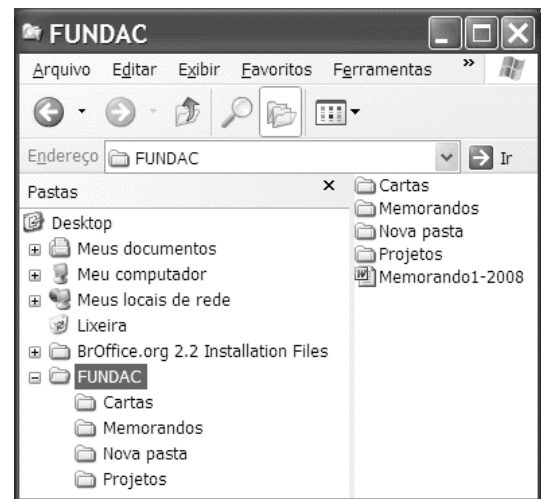 FUNDAC
Arquivo Editar Exibir Favoritos Ferramentas »
Endereço FUNDAC Ir
Pastas
Desktop
Meus documentos
Meu computador
Meus locais de rede
Lixeira
BrOffice.org 2.2 Installation Files
FUNDAC
Cartas
Memorandos
Nova pasta
Projetos
Cartas
Memorandos
Nova pasta
Projetos
Memorando1-2008